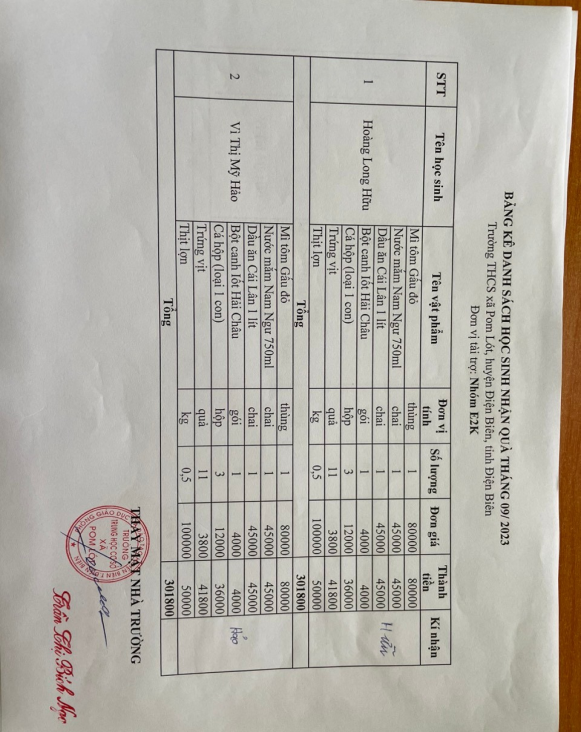 BẢNG KÊ DANH SÁCH HỌC SINH NHẬN QUÀ THÁNG 09/ 2023
Trường THCS xã Pom Lót, huyện Điện Biên, tỉnh Điện Biên
Đơn vị tài trợ: Nhóm E2K
STT Tên học sinh Tên vật phẩm Đơn vị tính Số lượng Đơn giá Thành tiền Kí nhận
1 Hoàng Long Hữu Mì tôm Gấu đỏ thùng 1 80000 80000 Hữu
Nước mắm Nam Ngư 750ml chai 1 45000 45000
Dầu ăn Cái Lân 1 lít chai 1 45000 45000
Bột canh Iốt Hải Châu gói 1 4000 4000
Cá hộp (loại 1 con) hộp 3 12000 36000
Trứng vịt quả 11 3800 41800
Thịt lợn kg 0,5 100000 50000
Tổng 301800
2 Vì Thị Mỹ Hảo Mì tôm Gấu đỏ thùng 1 80000 80000 Hảo
Nước mắm Nam Ngư 750ml chai 1 45000 45000
Dầu ăn Cái Lân 1 lít chai 1 45000 45000
Bột canh Iốt Hải Châu gói 1 4000 4000
Cá hộp (loại 1 con) hộp 3 12000 36000
Trứng vịt quả 11 3800 41800
Thịt lợn kg 0,5 100000 50000
Tổng 301800
THAY MẶT NHÀ TRƯỜNG
TRƯỜNG
TRUNG HỌC CƠ SỞ
XÃ
POM LÓT
Trần Thị Bích Ngọc